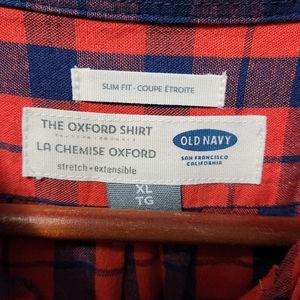 SLIM FIT - COUPE ÉTROITE
THE OXFORD SHIRT
LA CHEMISE OXFORD
stretch • extensible
OLD NAVY
SAN FRANCISCO
CALIFORNIA
XL
TG